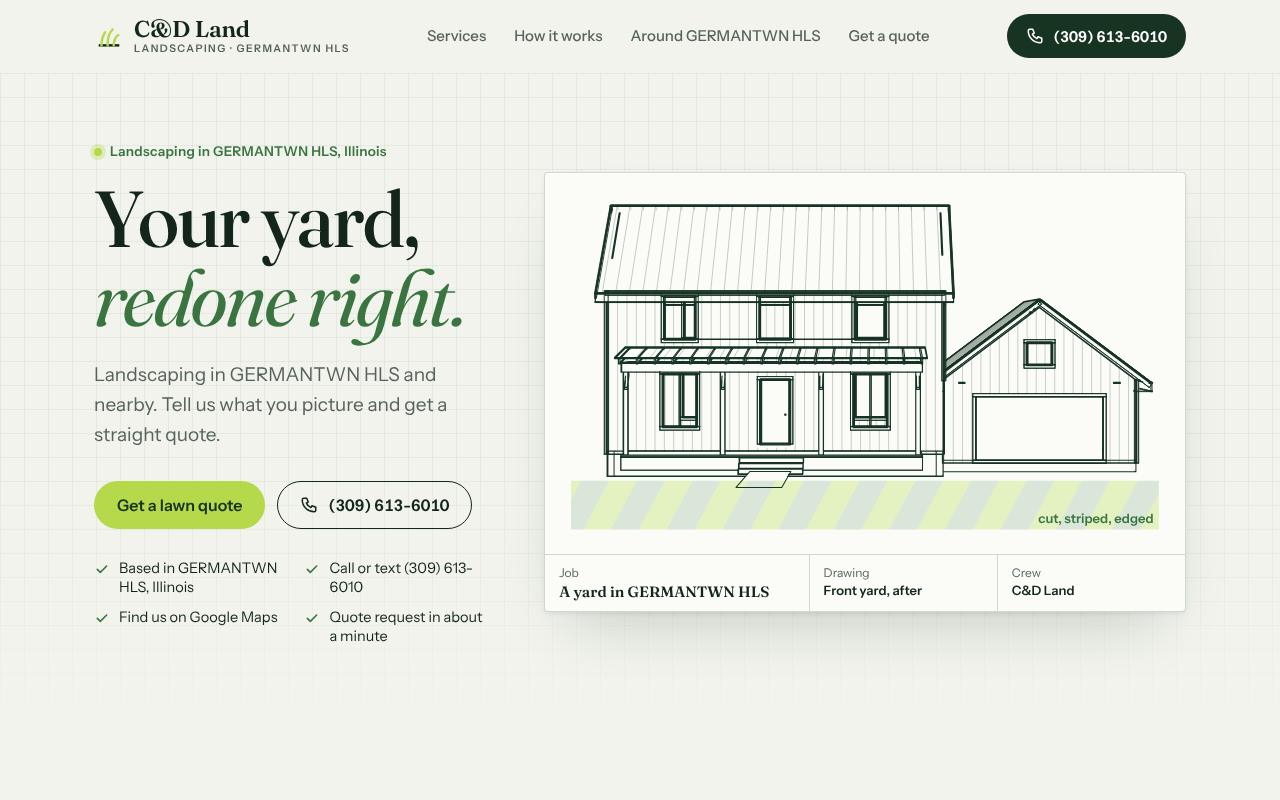 C&D Land
LANDSCAPING · GERMANTWN HLS
Services
How it works
Around GERMANTWN HLS
Get a quote
(309) 613-6010
Landscaping in GERMANTWN HLS, Illinois
Your yard,
redone right.
Landscaping in GERMANTWN HLS and
nearby. Tell us what you picture and get a
straight quote.
Get a lawn quote
(309) 613-6010
Based in GERMANTWN
HLS, Illinois
Call or text (309) 613-
6010
Find us on Google Maps
Quote request in about
a minute
cut, striped, edged
Job
A yard in GERMANTWN HLS
Drawing
Front yard, after
Crew
C&D Land